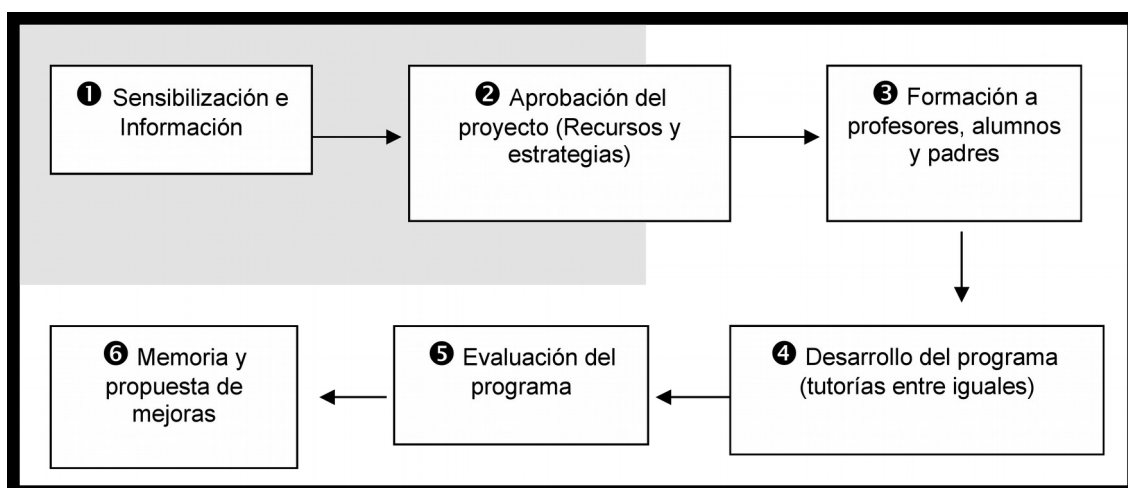 ❶ Sensibilización e
Información
❷ Aprobación del
proyecto (Recursos y
estrategias)
❸ Formación a
profesores, alumnos
y padres
❻ Memoria y
propuesta de
mejoras
❺ Evaluación del
programa
❹ Desarrollo del programa
(tutorías entre iguales)